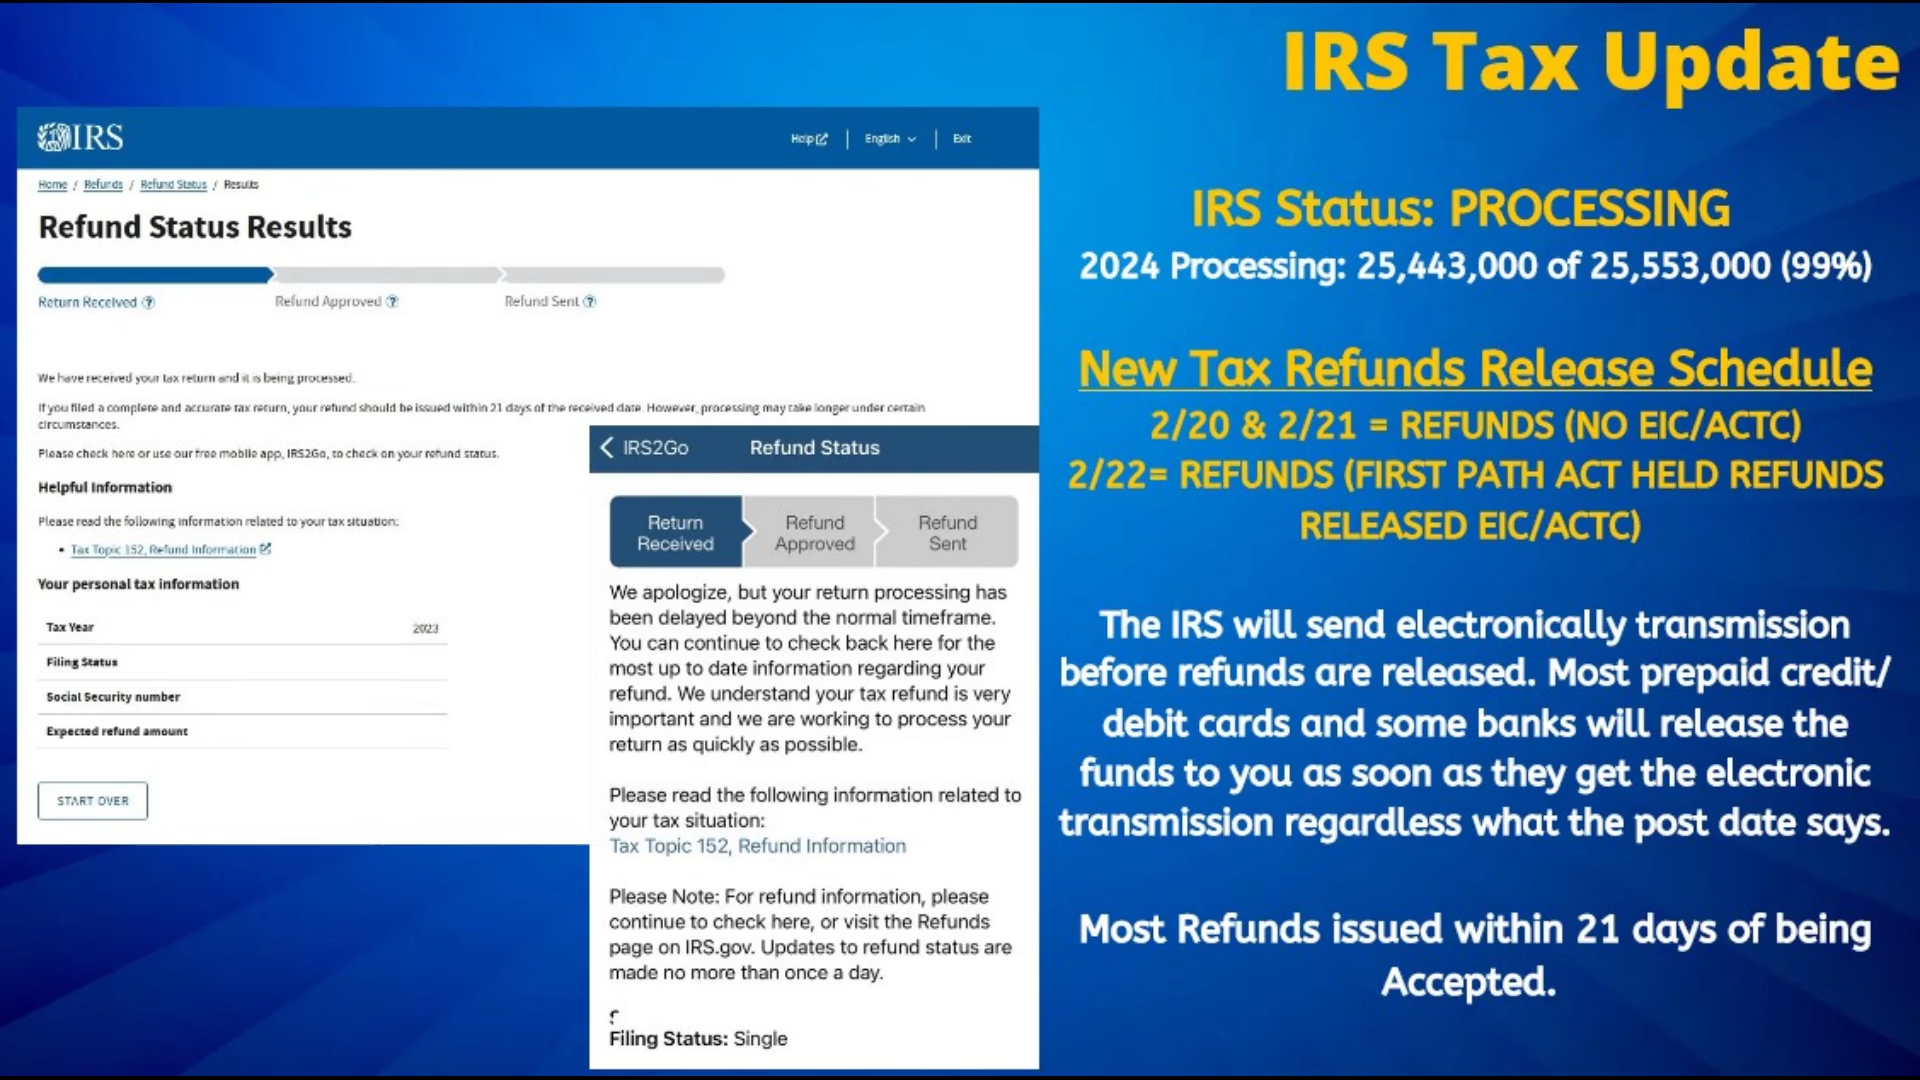 IRS Tax Update
IRS
Help
English
Exit
Home / Refunds / Refund Status / Results
Refund Status Results
Return Received
Refund Approved
Refund Sent
We have received your tax return and it is being processed.
If you filed a complete and accurate tax return, your refund should be issued within 21 days of the received date. However, processing may take longer under certain
circumstances.
Please check here or use our free mobile app, IRS2Go, to check on your refund status.
Helpful Information
Please read the following information related to your tax situation:
• Tax Topic 152, Refund Information
Your personal tax information
Tax Year 2023
Filing Status
Social Security number
Expected refund amount
START OVER
IRS2Go Refund Status
Return
Received
Refund
Approved
Refund
Sent
We apologize, but your return processing has
been delayed beyond the normal timeframe.
You can continue to check back here for the
most up to date information regarding your
refund. We understand your tax refund is very
important and we are working to process your
return as quickly as possible.
Please read the following information related to
your tax situation:
Tax Topic 152, Refund Information
Please Note: For refund information, please
continue to check here, or visit the Refunds
page on IRS.gov. Updates to refund status are
made no more than once a day.
Filing Status: Single
IRS Status: PROCESSING
2024 Processing: 25,443,000 of 25,553,000 (99%)
New Tax Refunds Release Schedule
2/20 & 2/21 = REFUNDS (NO EIC/ACTC)
2/22= REFUNDS (FIRST PATH ACT HELD REFUNDS
RELEASED EIC/ACTC)
The IRS will send electronically transmission
before refunds are released. Most prepaid credit/
debit cards and some banks will release the
funds to you as soon as they get the electronic
transmission regardless what the post date says.
Most Refunds issued within 21 days of being
Accepted.